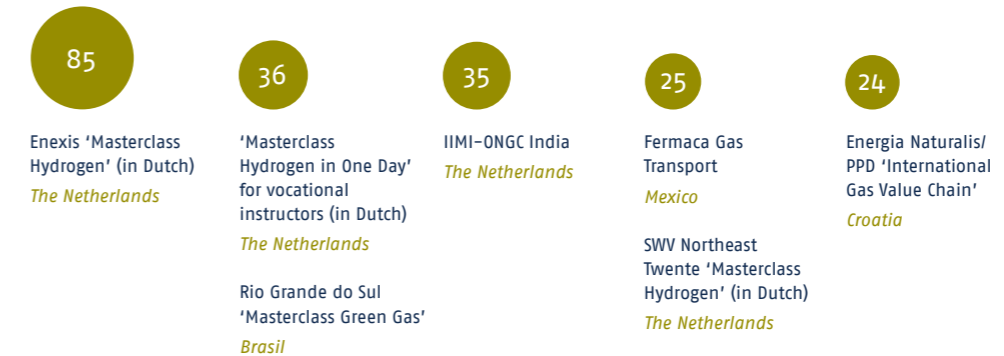 85
Enexis ‘Masterclass
Hydrogen’ (in Dutch)
The Netherlands
36
‘Masterclass
Hydrogen in One Day’
for vocational
instructors (in Dutch)
The Netherlands
Rio Grande do Sul
‘Masterclass Green Gas’
Brasil
35
IIMI-ONGC India
The Netherlands
25
Fermaca Gas
Transport
Mexico
SWV Northeast
Twente ‘Masterclass
Hydrogen’ (in Dutch)
The Netherlands
24
Energia Naturalis/
PPD ‘International
Gas Value Chain’
Croatia